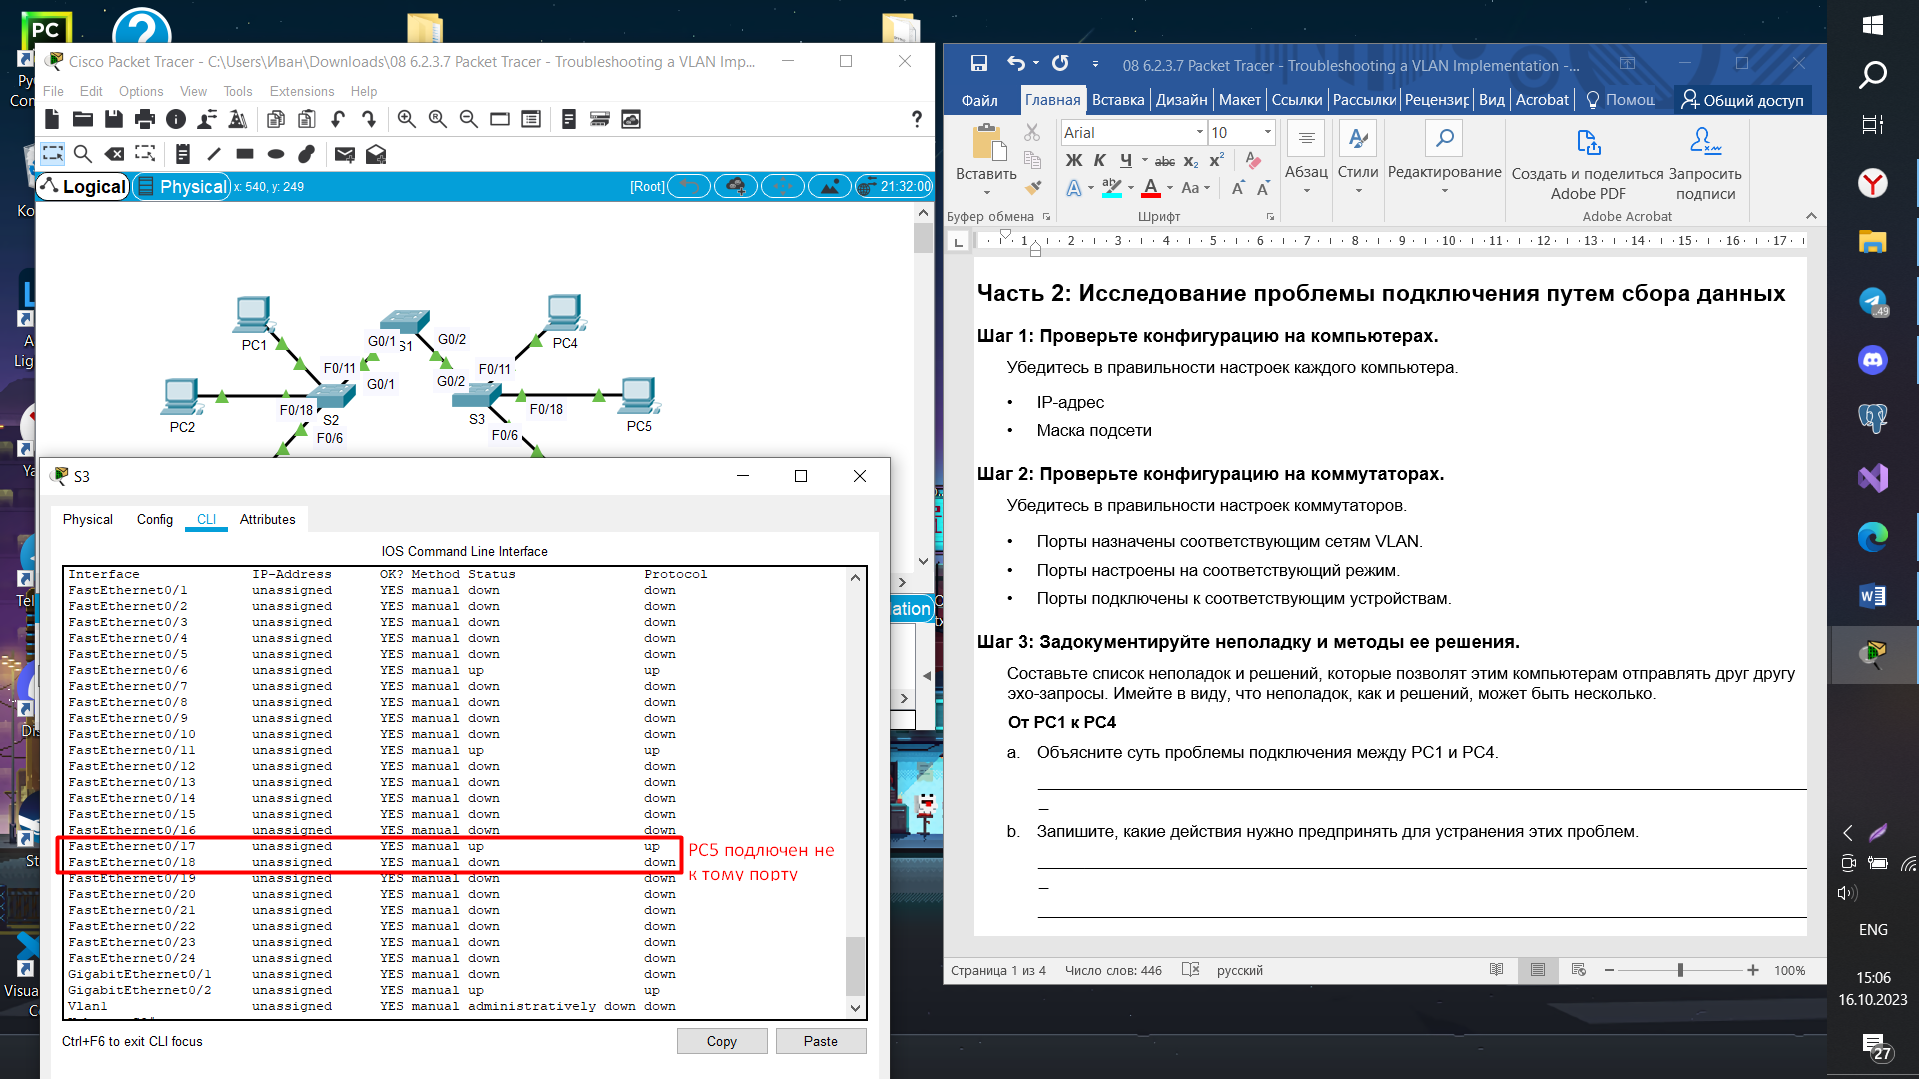 Cisco Packet Tracer - C:\Users\Иван\Downloads\08 6.2.3.7 Packet Tracer - Troubleshooting a VLAN Imp...
File Edit Options View Tools Extensions Help
Logical Physical x: 540, y: 249 [Root] 21:32:00
PC1
G0/1
S1
G0/2
PC4
F0/11
G0/1
G0/2
F0/11
PC2
F0/18
S2
F0/6
S3
F0/18
F0/6
PC5
S3
Physical Config CLI Attributes
IOS Command Line Interface
Interface IP-Address OK? Method Status Protocol
FastEthernet0/1 unassigned YES manual down down
FastEthernet0/2 unassigned YES manual down down
FastEthernet0/3 unassigned YES manual down down
FastEthernet0/4 unassigned YES manual down down
FastEthernet0/5 unassigned YES manual down down
FastEthernet0/6 unassigned YES manual up up
FastEthernet0/7 unassigned YES manual down down
FastEthernet0/8 unassigned YES manual down down
FastEthernet0/9 unassigned YES manual down down
FastEthernet0/10 unassigned YES manual down down
FastEthernet0/11 unassigned YES manual up up
FastEthernet0/12 unassigned YES manual down down
FastEthernet0/13 unassigned YES manual down down
FastEthernet0/14 unassigned YES manual down down
FastEthernet0/15 unassigned YES manual down down
FastEthernet0/16 unassigned YES manual down down
FastEthernet0/17 unassigned YES manual up up
FastEthernet0/18 unassigned YES manual down down
FastEthernet0/19 unassigned YES manual down down
FastEthernet0/20 unassigned YES manual down down
FastEthernet0/21 unassigned YES manual down down
FastEthernet0/22 unassigned YES manual down down
FastEthernet0/23 unassigned YES manual down down
FastEthernet0/24 unassigned YES manual down down
GigabitEthernet0/1 unassigned YES manual down down
GigabitEthernet0/2 unassigned YES manual up up
Vlan1 unassigned YES manual administratively down down
PC5 подлючен не
к тому порту
Ctrl+F6 to exit CLI focus
Copy Paste
08 6.2.3.7 Packet Tracer - Troubleshooting a VLAN Implementation -...
Файл Главная Вставка Дизайн Макет Ссылки Рассылки Рецензир Вид Acrobat Помощ Общий доступ
Arial 10
Вставить
Абзац Стили Редактирование
Создать и поделиться
Adobe PDF
Запросить
подписи
Буфер обмена Шрифт Adobe Acrobat
1 2 3 4 5 6 7 8 9 10 11 12 13 14 15 16 17
Часть 2: Исследование проблемы подключения путем сбора данных
Шаг 1: Проверьте конфигурацию на компьютерах.
Убедитесь в правильности настроек каждого компьютера.
• IP-адрес
• Маска подсети
Шаг 2: Проверьте конфигурацию на коммутаторах.
Убедитесь в правильности настроек коммутаторов.
• Порты назначены соответствующим сетям VLAN.
• Порты настроены на соответствующий режим.
• Порты подключены к соответствующим устройствам.
Шаг 3: Задокументируйте неполадку и методы ее решения.
Составьте список неполадок и решений, которые позволят этим компьютерам отправлять друг другу
эхо-запросы. Имейте в виду, что неполадок, как и решений, может быть несколько.
От PC1 к PC4
a. Объясните суть проблемы подключения между PC1 и PC4.
b. Запишите, какие действия нужно предпринять для устранения этих проблем.
Страница 1 из 4 Число слов: 446 русский 100%
ENG
15:06
16.10.2023
27